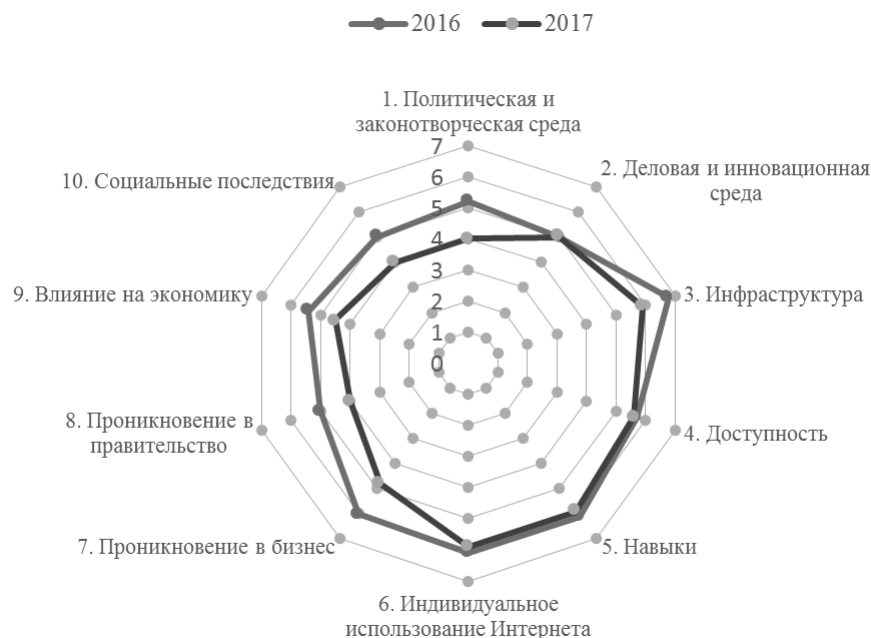 2016 2017
1. Политическая и
законотворческая среда
2. Деловая и инновационная
среда
3. Инфраструктура
4. Доступность
5. Навыки
6. Индивидуальное
использование Интернета
7. Проникновение в бизнес
8. Проникновение в
правительство
9. Влияние на экономику
10. Социальные последствия
7
6
5
4
3
2
1
0